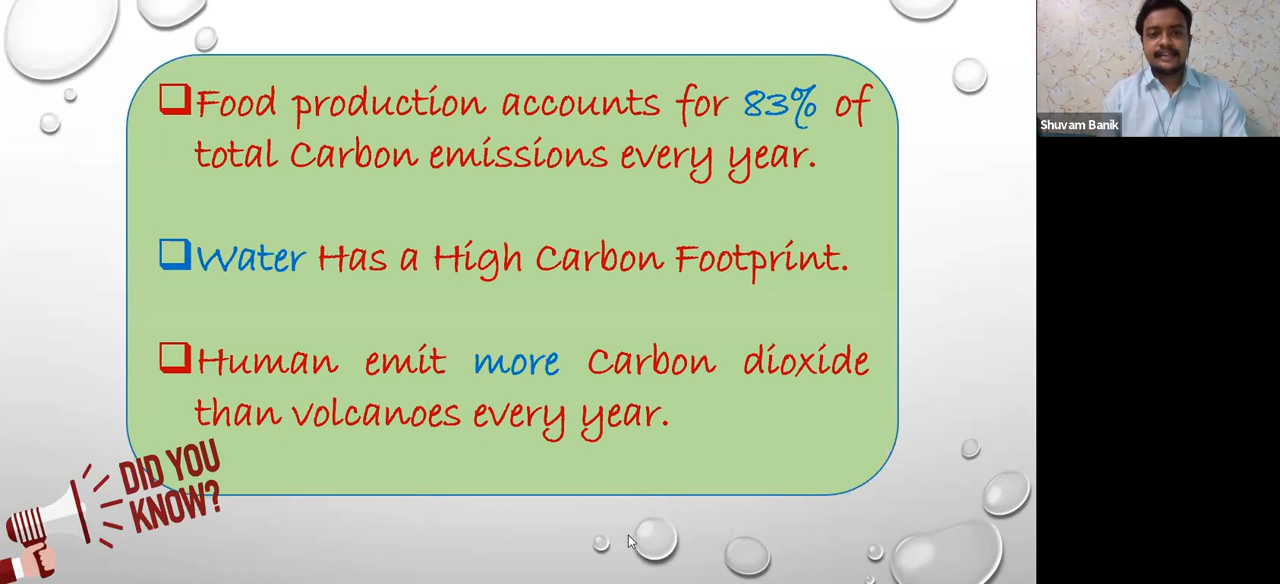 Food production accounts for 83% of
total Carbon emissions every year.
Water Has a High Carbon Footprint.
Human emit more Carbon dioxide
than volcanoes every year.
DID YOU
KNOW?
Shuvam Banik